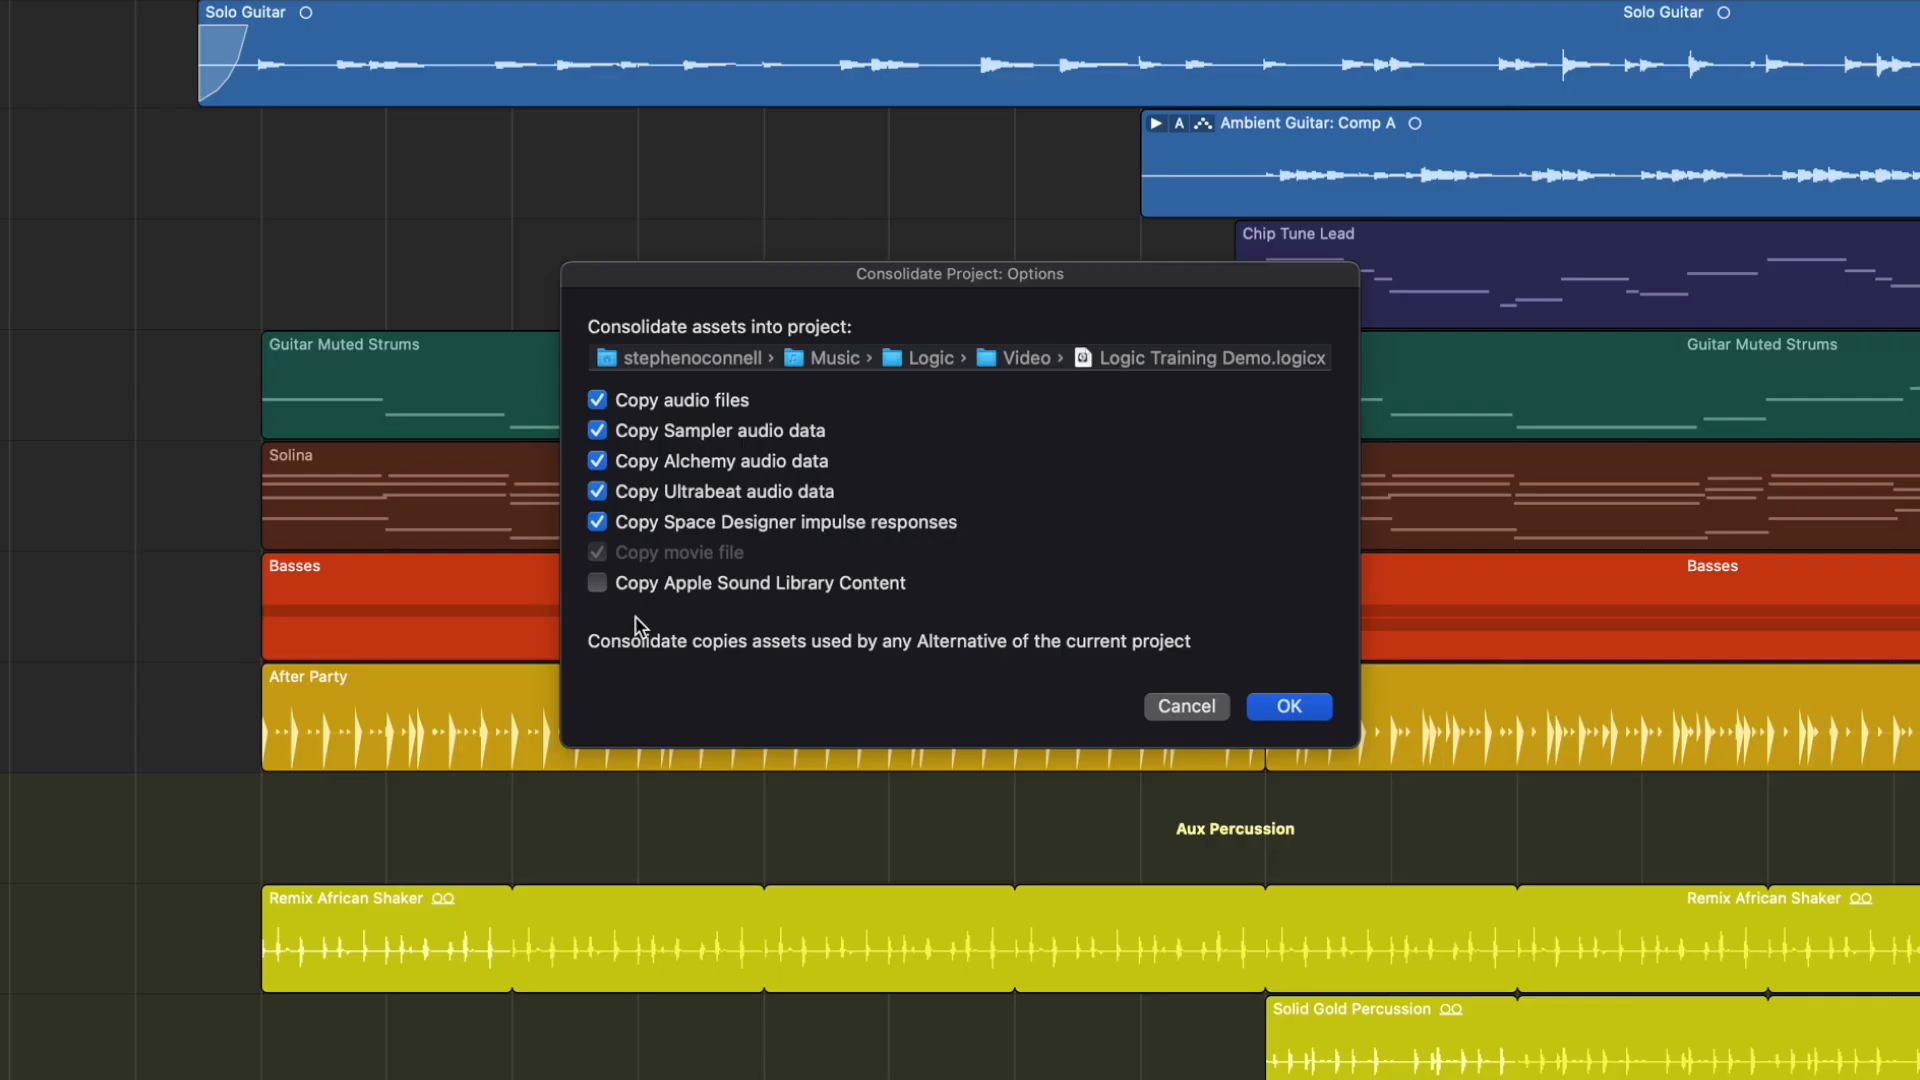 Solo Guitar
Solo Guitar
A Ambient Guitar: Comp A
Chip Tune Lead
Consolidate Project: Options
Consolidate assets into project:
stephenoconnell › Music › Logic › Video › Logic Training Demo.logicx
Guitar Muted Strums
Guitar Muted Strums
Copy audio files
Copy Sampler audio data
Solina
Copy Alchemy audio data
Copy Ultrabeat audio data
Copy Space Designer impulse responses
Copy movie file
Basses
Basses
Copy Apple Sound Library Content
Consolidate copies assets used by any Alternative of the current project
After Party
Cancel
OK
Aux Percussion
Remix African Shaker
Remix African Shaker
Solid Gold Percussion